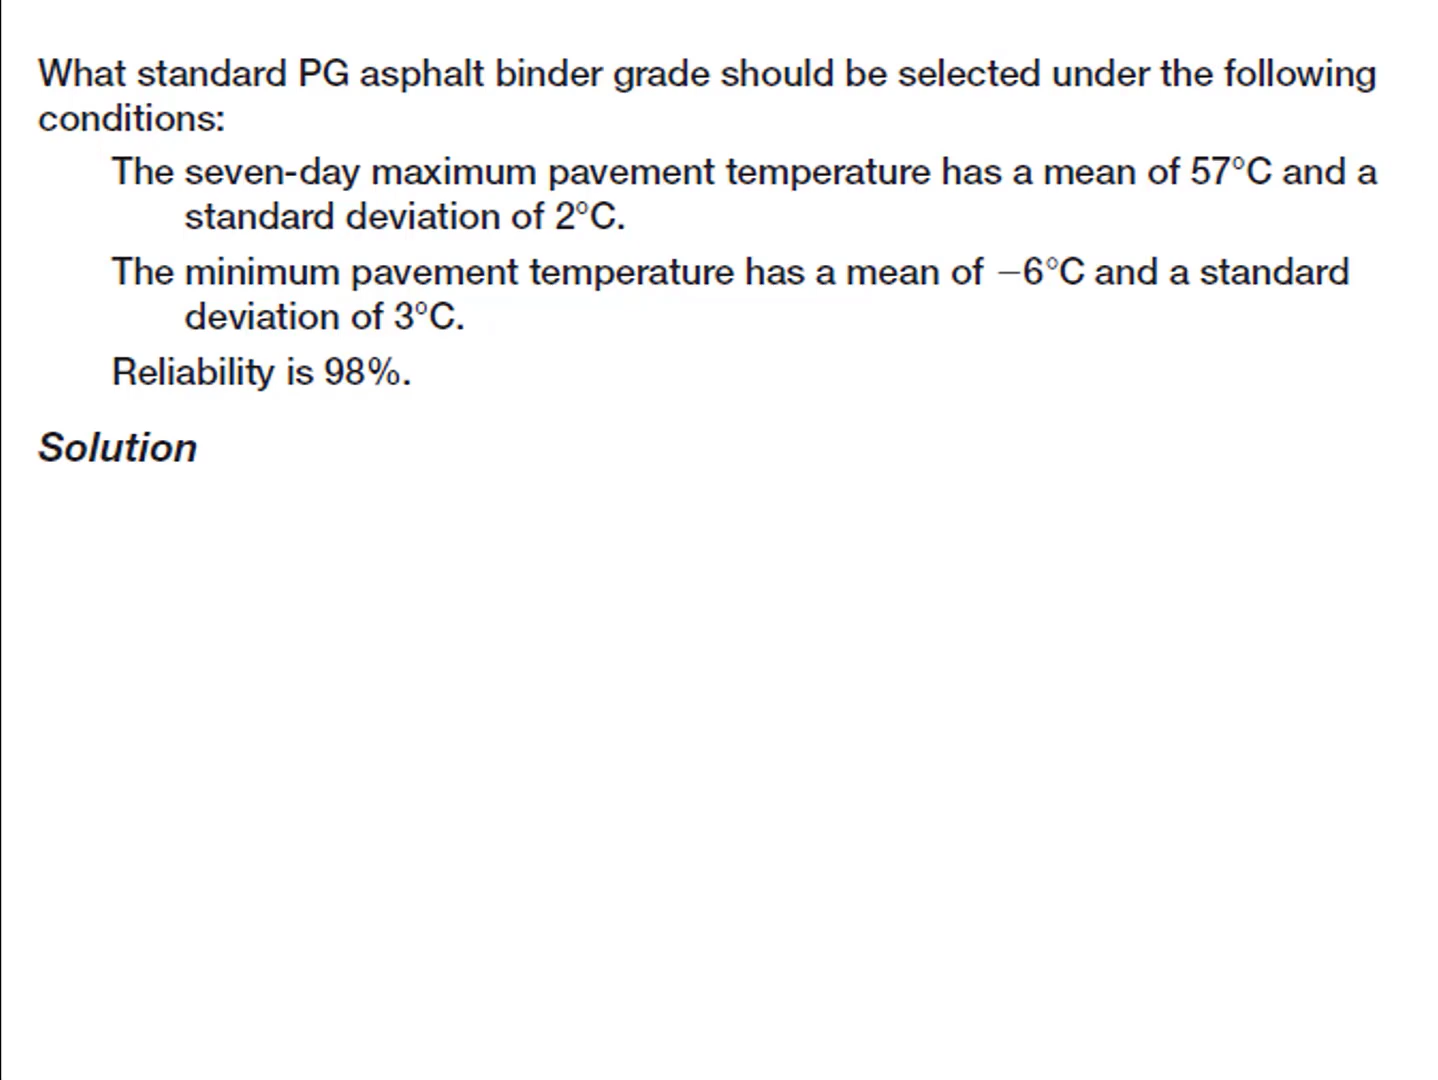 What standard PG asphalt binder grade should be selected under the following
conditions:
The seven-day maximum pavement temperature has a mean of 57°C and a
standard deviation of 2°C.
The minimum pavement temperature has a mean of −6°C and a standard
deviation of 3°C.
Reliability is 98%.
Solution